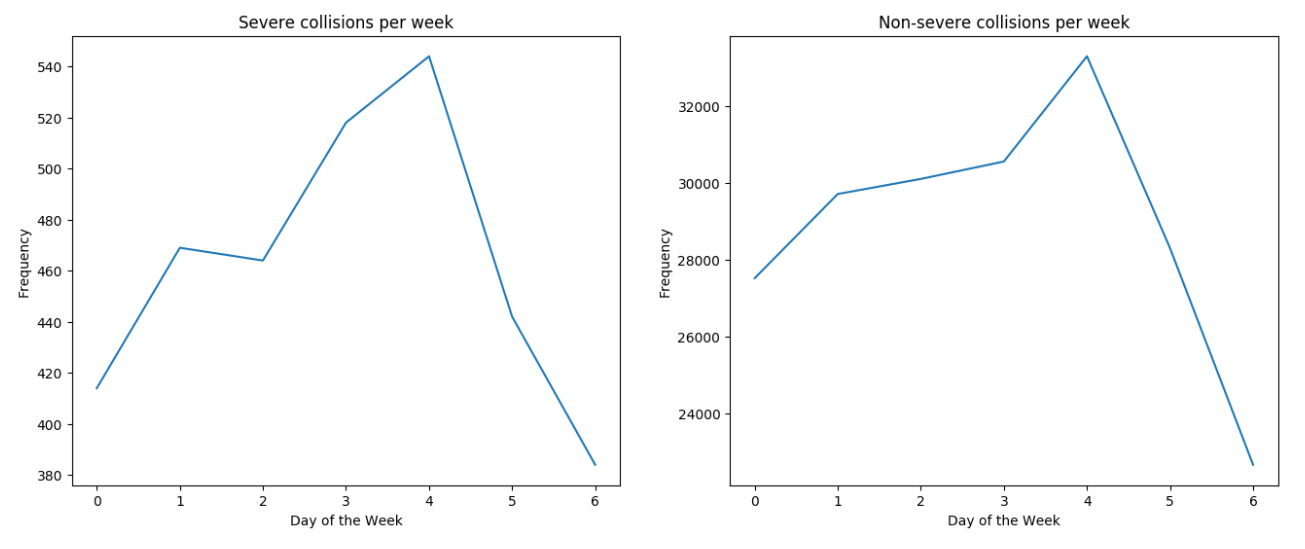 Severe collisions per week
540
520
500
480
460
440
420
400
380
Frequency
0 1 2 3 4 5 6
Day of the Week
Non-severe collisions per week
32000
30000
28000
26000
24000
Frequency
0 1 2 3 4 5 6
Day of the Week